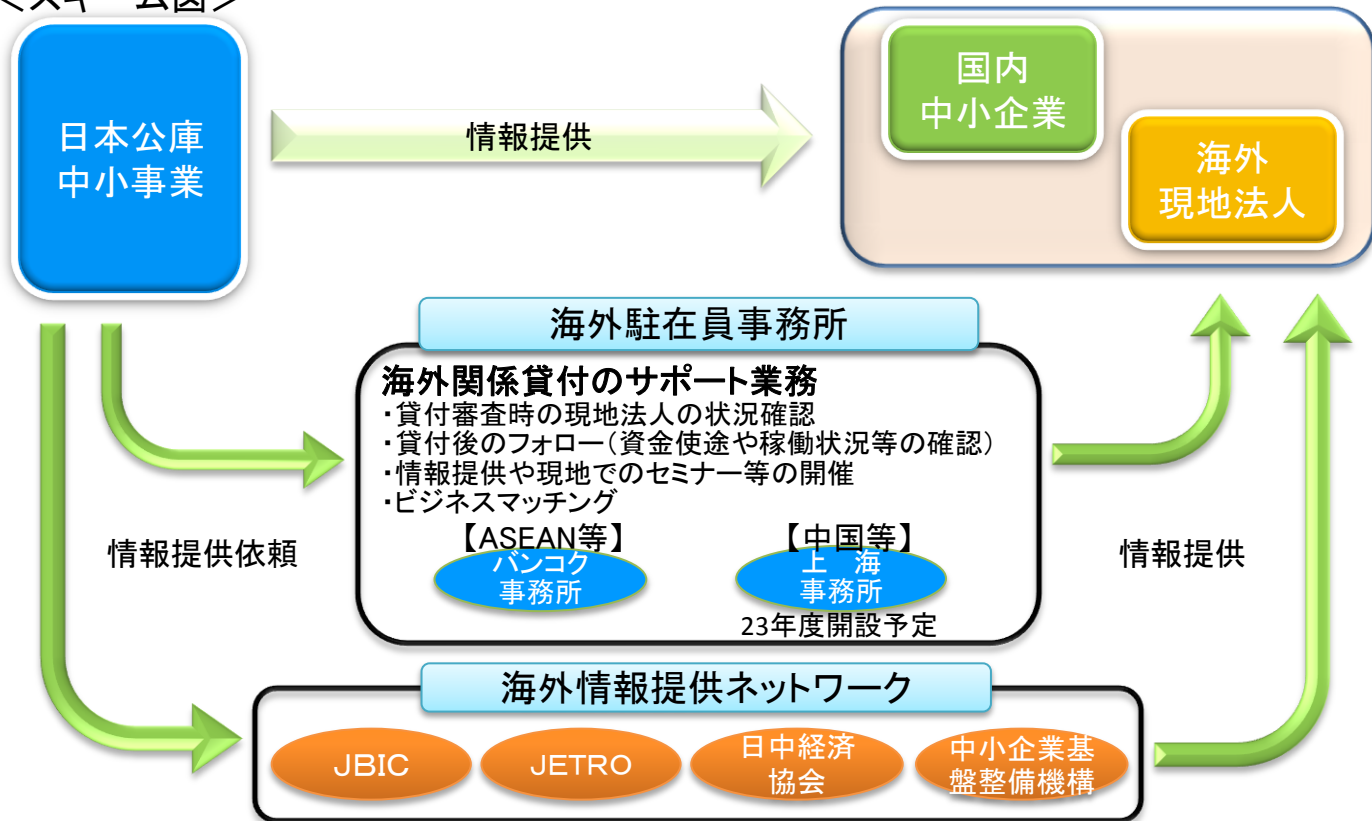 ＜スキーム図＞
日本公庫
中小事業
情報提供
国内
中小企業
海外
現地法人
海外駐在員事務所
海外関係貸付のサポート業務
・貸付審査時の現地法人の状況確認
・貸付後のフォロー（資金使途や稼働状況等の確認）
・情報提供や現地でのセミナー等の開催
・ビジネスマッチング
【ASEAN等】
バンコク
事務所
【中国等】
上　海
事務所
23年度開設予定
情報提供依頼
情報提供
海外情報提供ネットワーク
JBIC
JETRO
日中経済
協会
中小企業基
盤整備機構